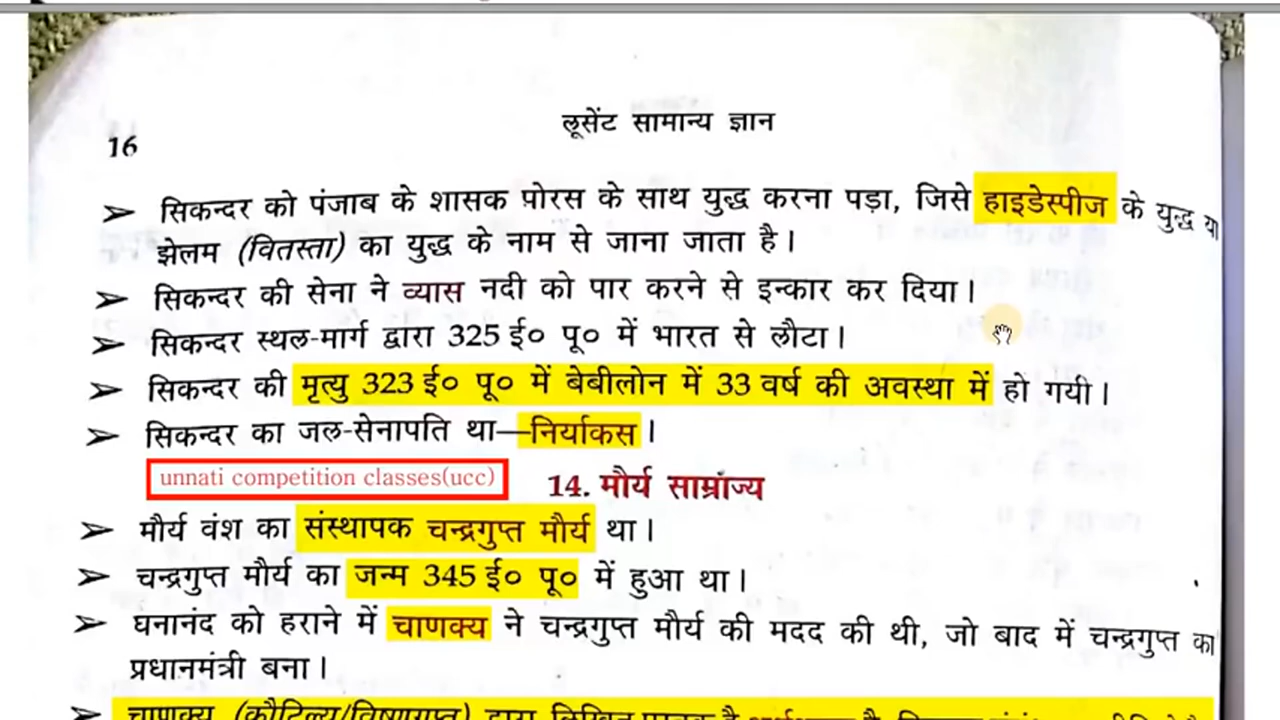 लूसेंट सामान्य ज्ञान
16
➢ सिकन्दर को पंजाब के शासक पोरस के साथ युद्ध करना पड़ा, जिसे हाइडेस्पीज के युद्ध या
झेलम (वितस्ता) का युद्ध के नाम से जाना जाता है।
➢ सिकन्दर की सेना ने व्यास नदी को पार करने से इन्कार कर दिया।
➢ सिकन्दर स्थल-मार्ग द्वारा 325 ई० पू० में भारत से लौटा।
➢ सिकन्दर की मृत्यु 323 ई० पू० में बेबीलोन में 33 वर्ष की अवस्था में हो गयी।
➢ सिकन्दर का जल-सेनापति था—निर्याकस।
unnati competition classes(ucc)
14. मौर्य साम्राज्य
➢ मौर्य वंश का संस्थापक चन्द्रगुप्त मौर्य था।
➢ चन्द्रगुप्त मौर्य का जन्म 345 ई० पू० में हुआ था।
➢ घनानंद को हराने में चाणक्य ने चन्द्रगुप्त मौर्य की मदद की थी, जो बाद में चन्द्रगुप्त का
प्रधानमंत्री बना।
➢ चाणक्य (कौटिल्य/विष्णुगुप्त) द्वारा लिखित पुस्तक है